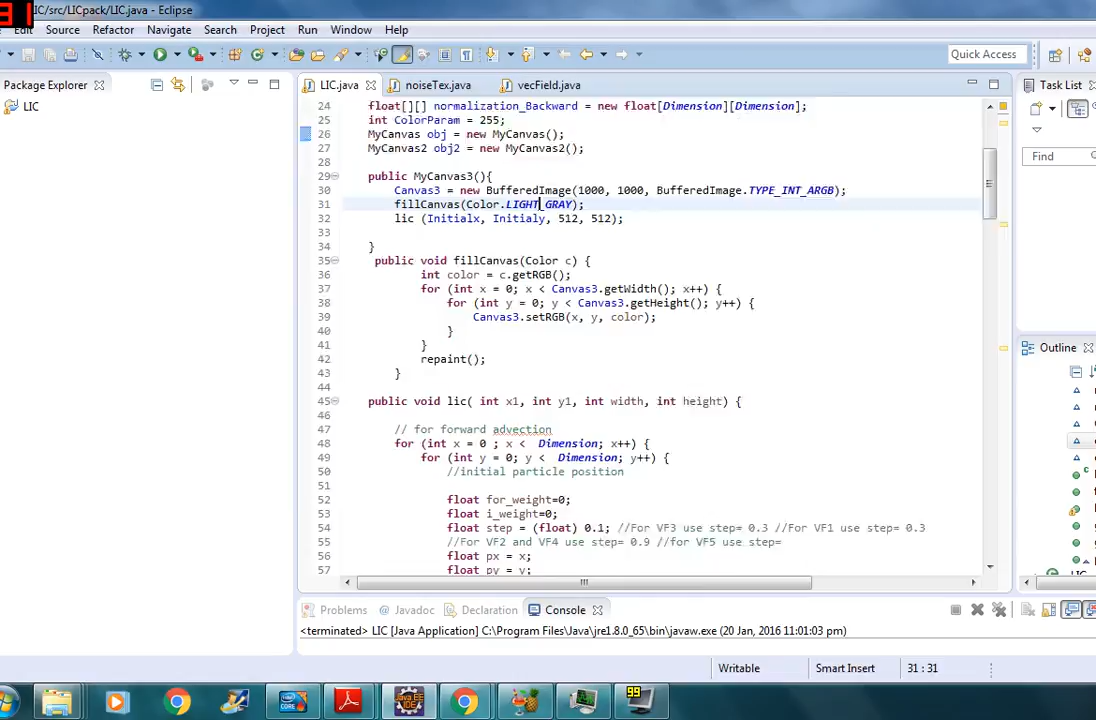 LIC/src/LICpack/LIC.java - Eclipse
31
Edit Source Refactor Navigate Search Project Run Window Help
Quick Access
Package Explorer
LIC
LIC.java noiseTex.java vecField.java
24 float[][] normalization_Backward = new float[Dimension][Dimension];
25 int ColorParam = 255;
26 MyCanvas obj = new MyCanvas();
27 MyCanvas2 obj2 = new MyCanvas2();
28
29 public MyCanvas3(){
30 Canvas3 = new BufferedImage(1000, 1000, BufferedImage.TYPE_INT_ARGB);
31 fillCanvas(Color.LIGHT_GRAY);
32 lic (Initialx, Initialy, 512, 512);
33
34 }
35 public void fillCanvas(Color c) {
36 int color = c.getRGB();
37 for (int x = 0; x < Canvas3.getWidth(); x++) {
38 for (int y = 0; y < Canvas3.getHeight(); y++) {
39 Canvas3.setRGB(x, y, color);
40 }
41 }
42 repaint();
43 }
44
45 public void lic( int x1, int y1, int width, int height) {
46
47 // for forward advection
48 for (int x = 0 ; x < Dimension; x++) {
49 for (int y = 0; y < Dimension; y++) {
50 //initial particle position
51
52 float for_weight=0;
53 float i_weight=0;
54 float step = (float) 0.1; //For VF3 use step= 0.3 //For VF1 use step= 0.3
55 //For VF2 and VF4 use step= 0.9 //for VF5 use step=
56 float px = x;
57 float py = y;
Task List
Find
Outline
Problems Javadoc Declaration Console
<terminated> LIC [Java Application] C:\Program Files\Java\jre1.8.0_65\bin\javaw.exe (20 Jan, 2016 11:01:03 pm)
Writable Smart Insert 31 : 31
99